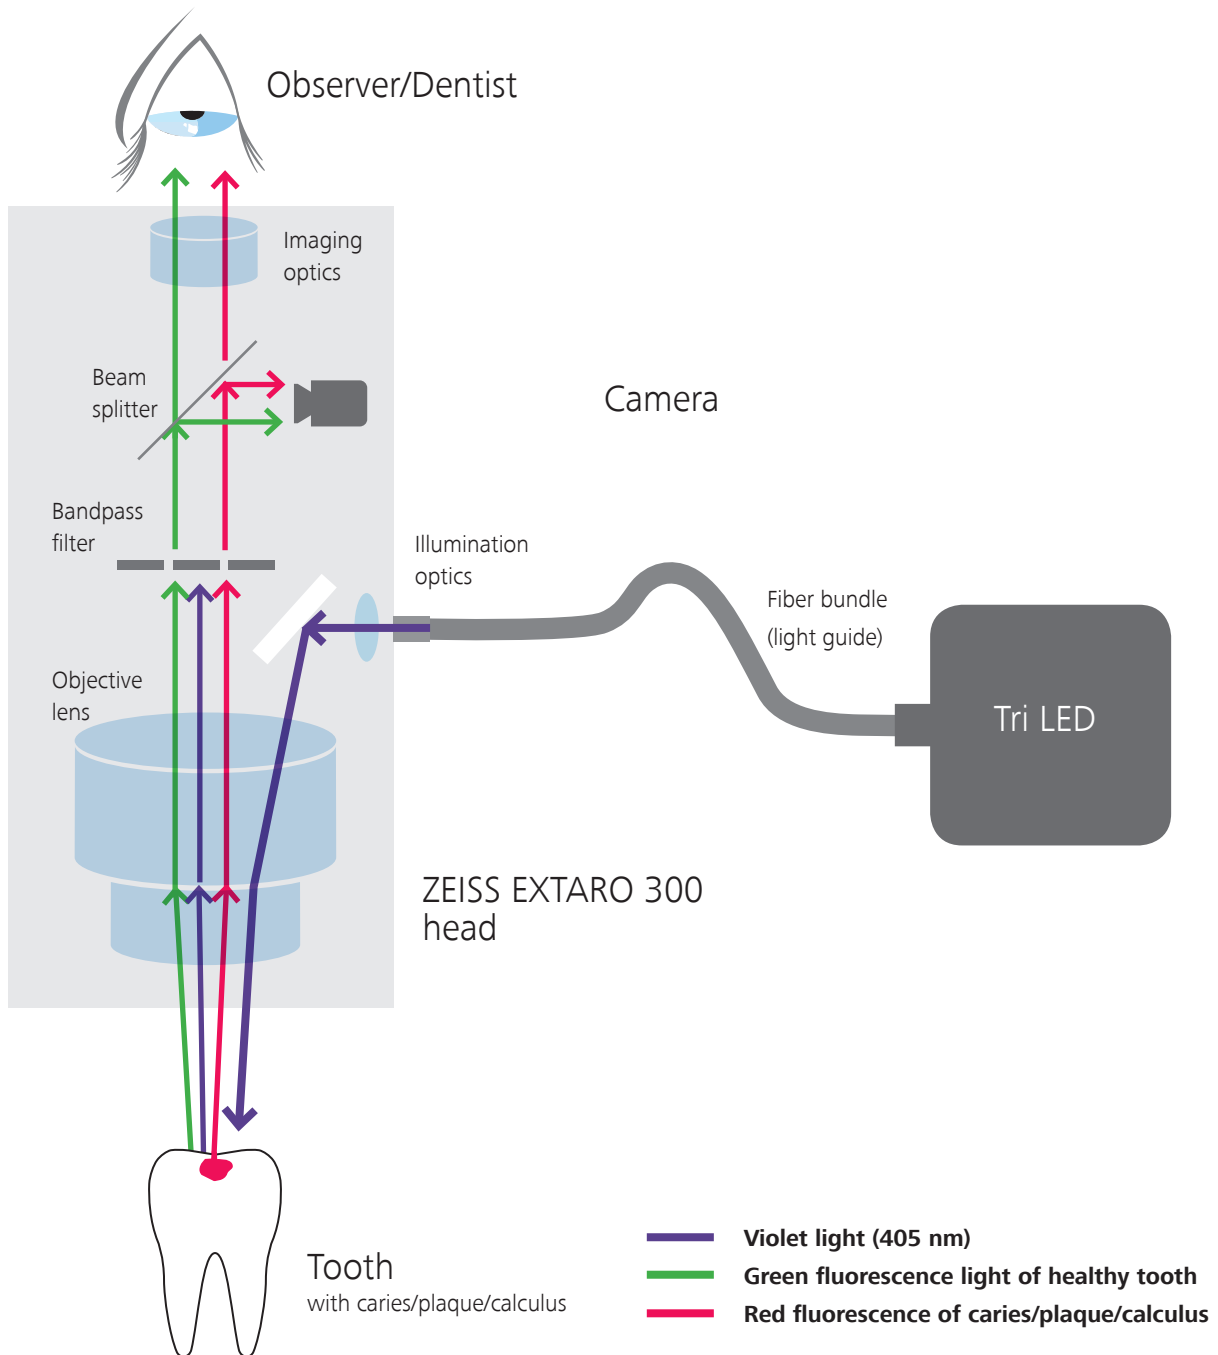 Observer/Dentist
Imaging
optics
Beam
splitter
Camera
Bandpass
filter
Illumination
optics
Fiber bundle
(light guide)
Objective
lens
Tri LED
ZEISS EXTARO 300
head
Tooth
with caries/plaque/calculus
Violet light (405 nm)
Green fluorescence light of healthy tooth
Red fluorescence of caries/plaque/calculus